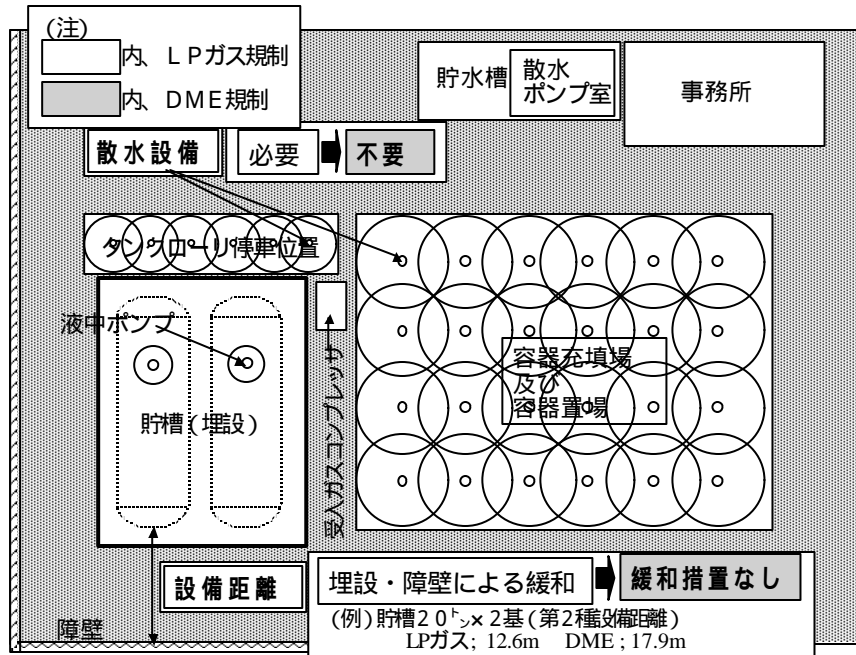 (注)
内、LPガス規制
内、DME規制
貯水槽
散水
ポンプ室
事務所
散水設備
必要
不要
タンクローリ停車位置
液中ポンプ
貯槽(埋設)
受入ガスコンプレッサ
容器充填場
及び
容器置場
設備距離
埋設・障壁による緩和
緩和措置なし
障壁
(例)貯槽20㌧×2基(第2種設備距離)
LPガス; 12.6m DME ; 17.9m